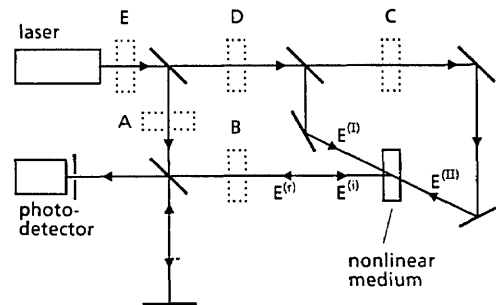 E
D
C
laser
A
B
E^(I)
E^(II)
E^(r)
E^(i)
photo-
detector
nonlinear
medium